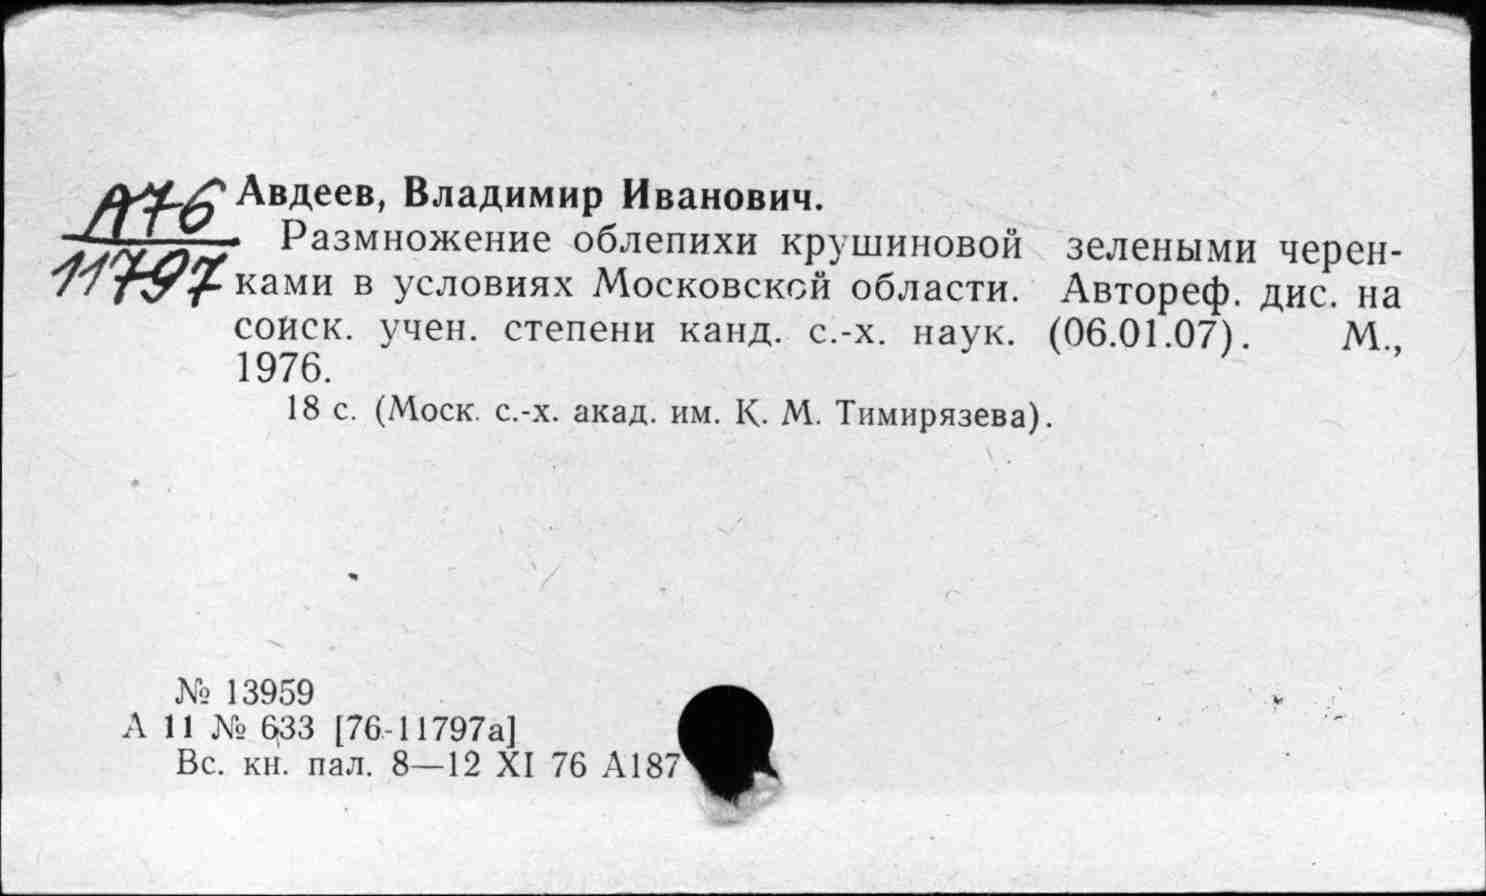 А76
11797
Авдеев, Владимир Иванович.
Размножение облепихи крушиновой зелеными черен-
ками в условиях Московской области. Автореф. дис. на
соиск. учен. степени канд. с.-х. наук. (06.01.07). М.,
1976.
18 с. (Моск. с.-х. акад. им. К. М. Тимирязева).
№ 13959
А 11 № 633 [76-11797а]
Вс. кн. пал. 8—12 XI 76 А187